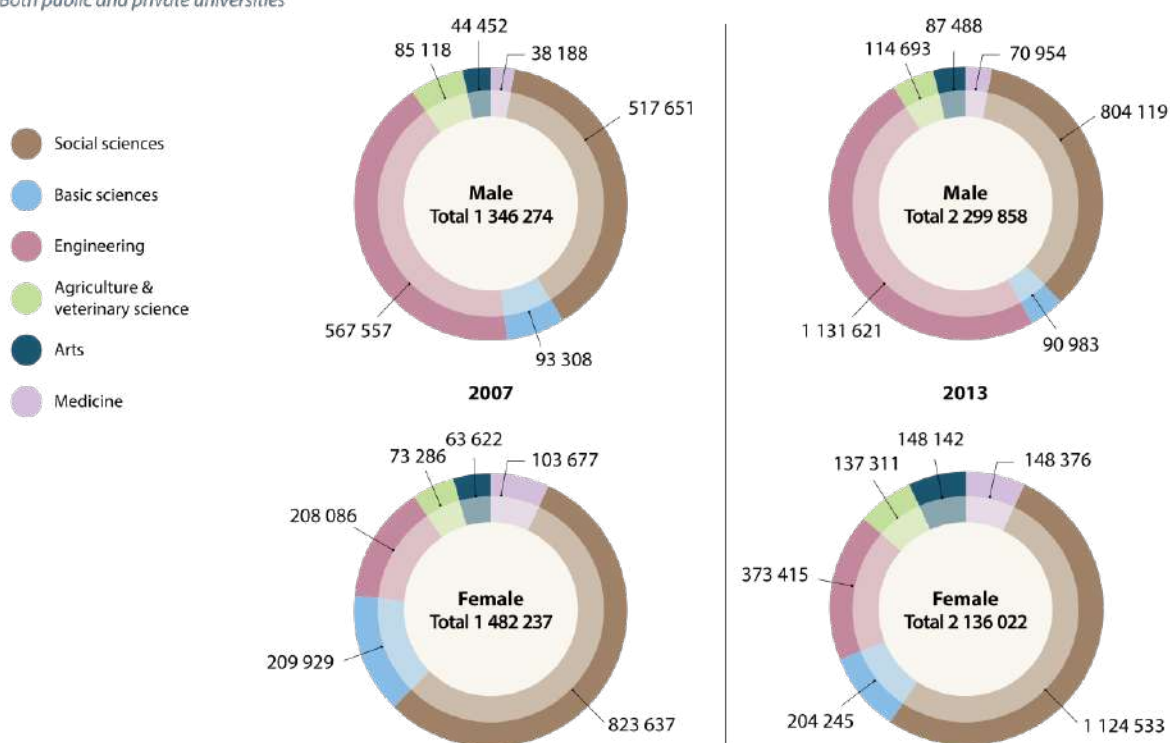 Both public and private universities
Social sciences
Basic sciences
Engineering
Agriculture &
veterinary science
Arts
Medicine
44 452
85 118
38 188
517 651
Male
Total 1 346 274
567 557
93 308
87 488
114 693
70 954
804 119
Male
Total 2 299 858
1 131 621
90 983
2007
2013
63 622
73 286
103 677
208 086
Female
Total 1 482 237
209 929
823 637
148 142
137 311
148 376
373 415
Female
Total 2 136 022
204 245
1 124 533